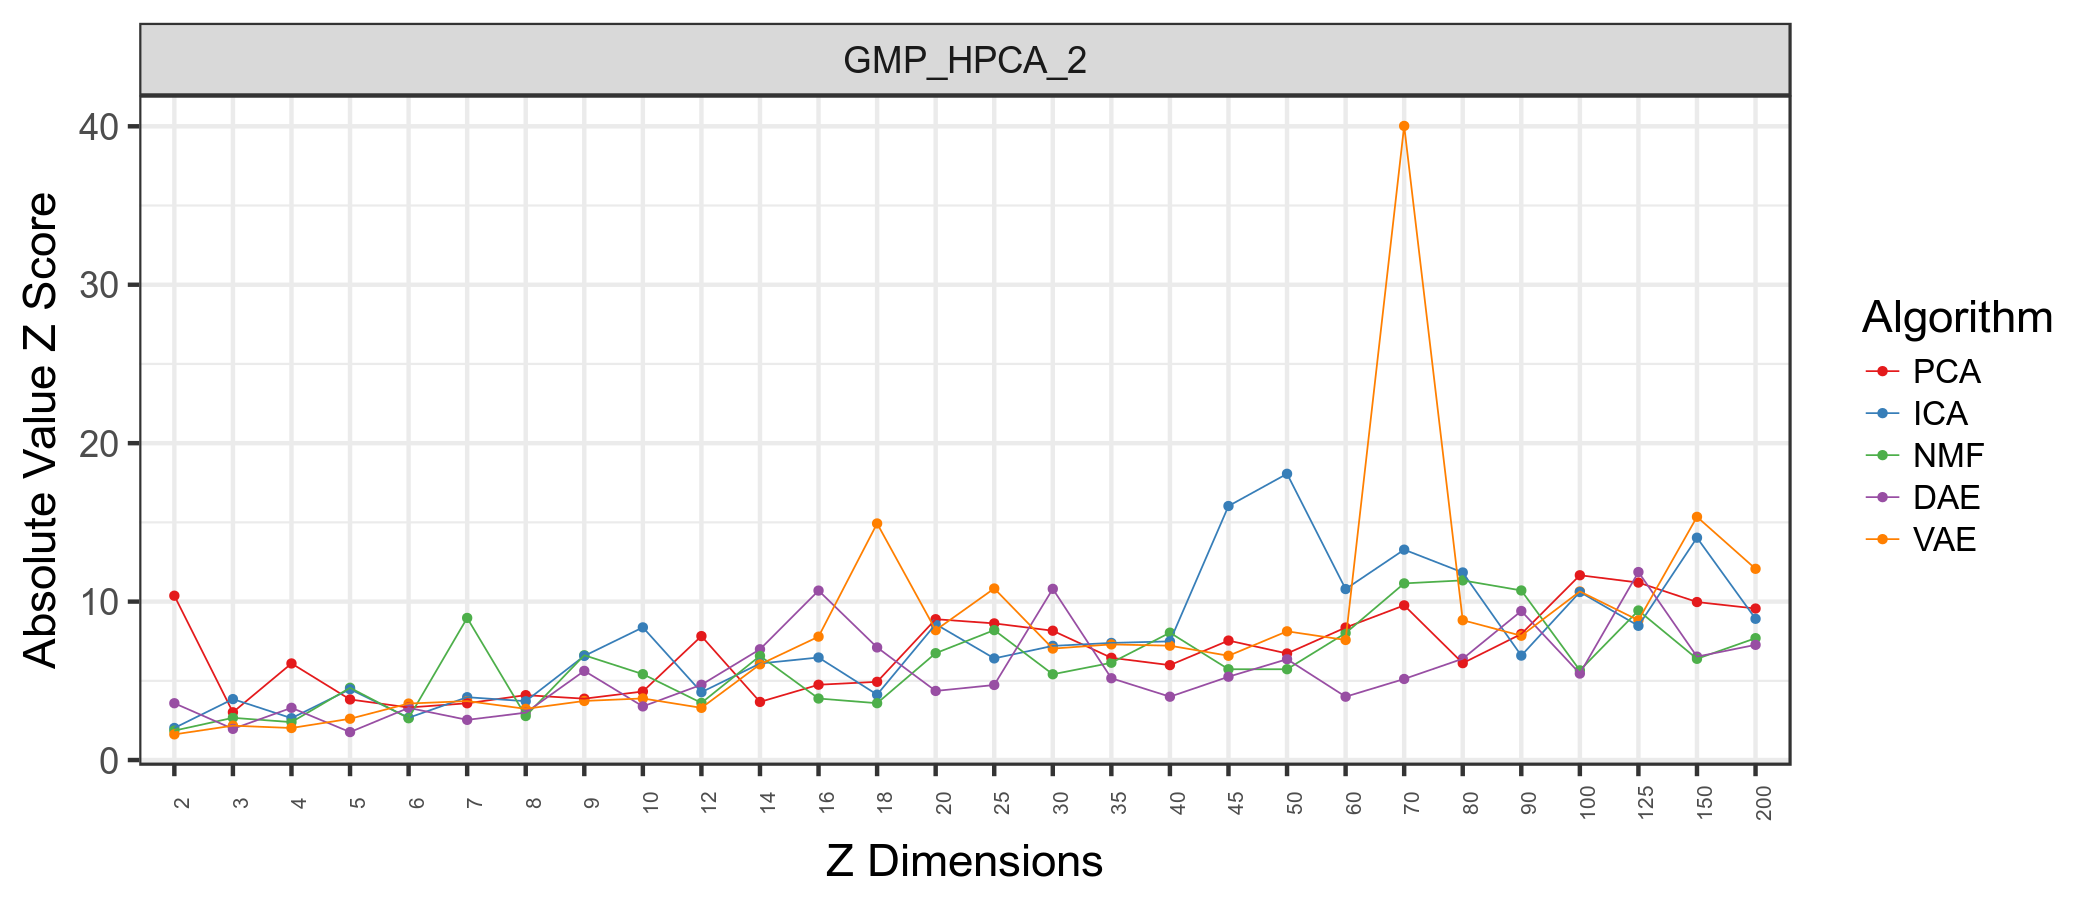 GMP_HPCA_2
Absolute Value Z Score
40
30
20
10
0
2 3 4 5 6 7 8 9 10 12 14 16 18 20 25 30 35 40 45 50 60 70 80 90 100 125 150 200
Z Dimensions
Algorithm
PCA
ICA
NMF
DAE
VAE